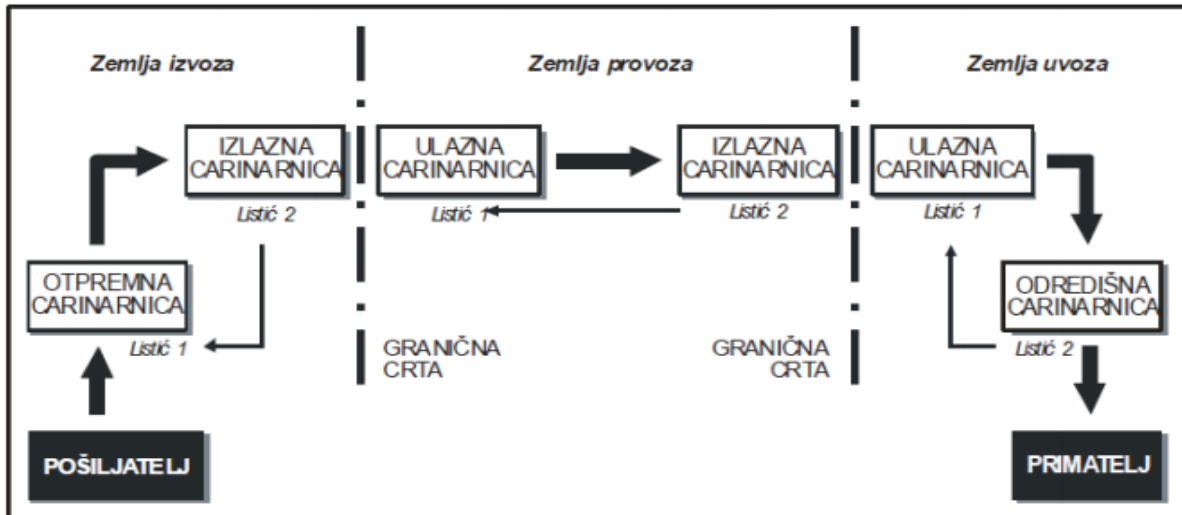 Zemlja izvoza
Zemlja provoza
Zemlja uvoza
IZLAZNA
CARINARNICA
Listić 2
ULAZNA
CARINARNICA
Listić 1
IZLAZNA
CARINARNICA
Listić 2
ULAZNA
CARINARNICA
Listić 1
OTPREMNA
CARINARNICA
Listić 1
GRANIČNA
CRTA
GRANIČNA
CRTA
ODREDIŠNA
CARINARNICA
Listić 2
POŠILJATELJ
PRIMATELJ